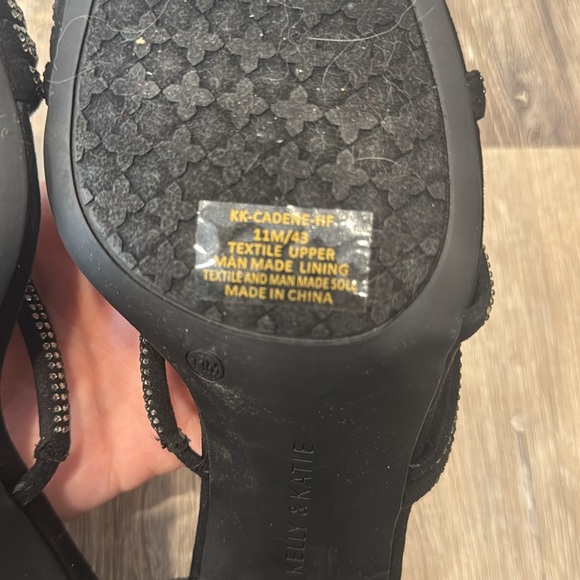 KK-CADENE-HF
11M/43
TEXTILE UPPER
MAN MADE LINING
TEXTILE AND MAN MADE SOLE
MADE IN CHINA
KELLY & KATIE